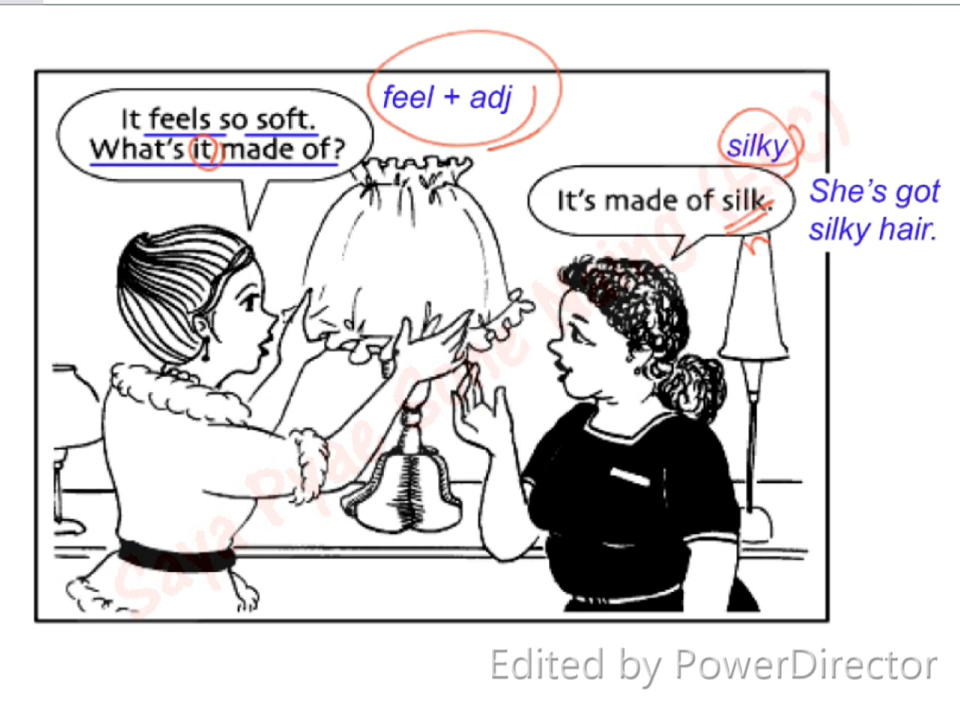 feel + adj
It feels so soft.
What's it made of?
silky
It's made of silk.
She's got
silky hair.
Edited by PowerDirector